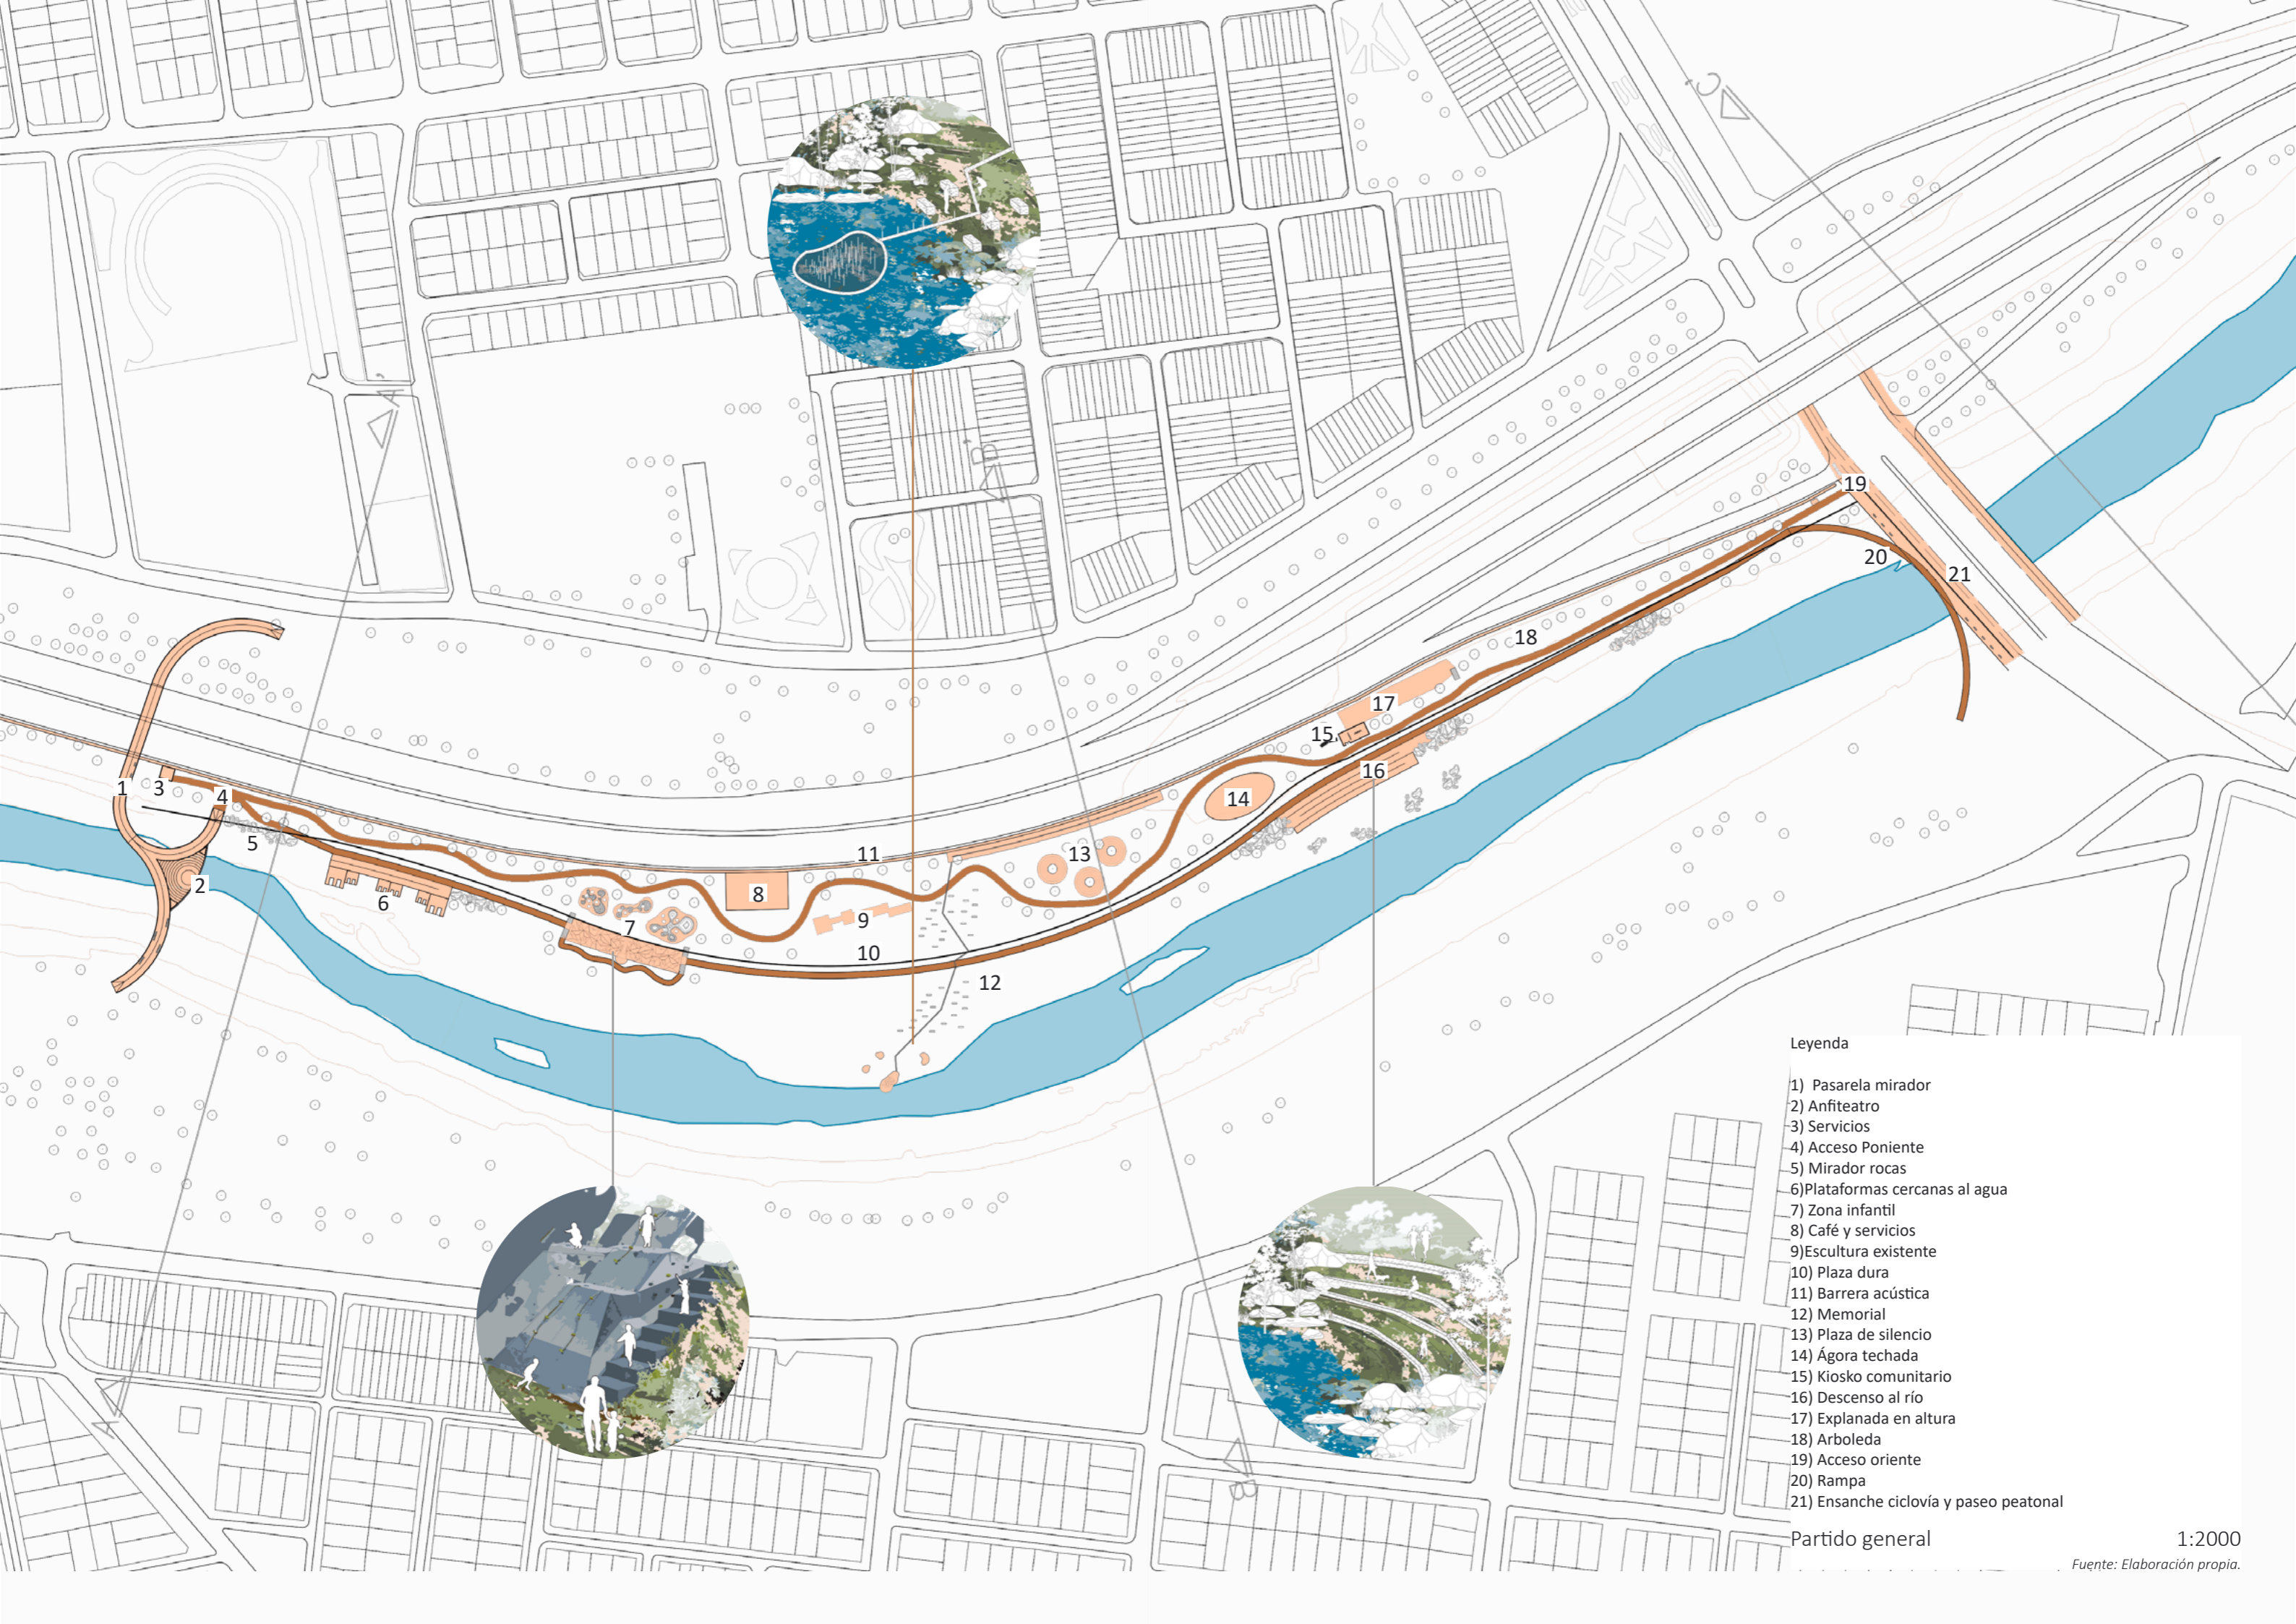 C'
A'
B'
19
20
21
18
17
15
16
1
3
4
14
5
11
13
2
8
6
9
7
10
12
Leyenda
1) Pasarela mirador
2) Anfiteatro
3) Servicios
4) Acceso Poniente
5) Mirador rocas
6)Plataformas cercanas al agua
7) Zona infantil
8) Café y servicios
9)Escultura existente
10) Plaza dura
11) Barrera acústica
12) Memorial
13) Plaza de silencio
14) Ágora techada
15) Kiosko comunitario
16) Descenso al río
17) Explanada en altura
18) Arboleda
19) Acceso oriente
20) Rampa
21) Ensanche ciclovía y paseo peatonal
A
B
Partido general 1:2000
Fuente: Elaboración propia.